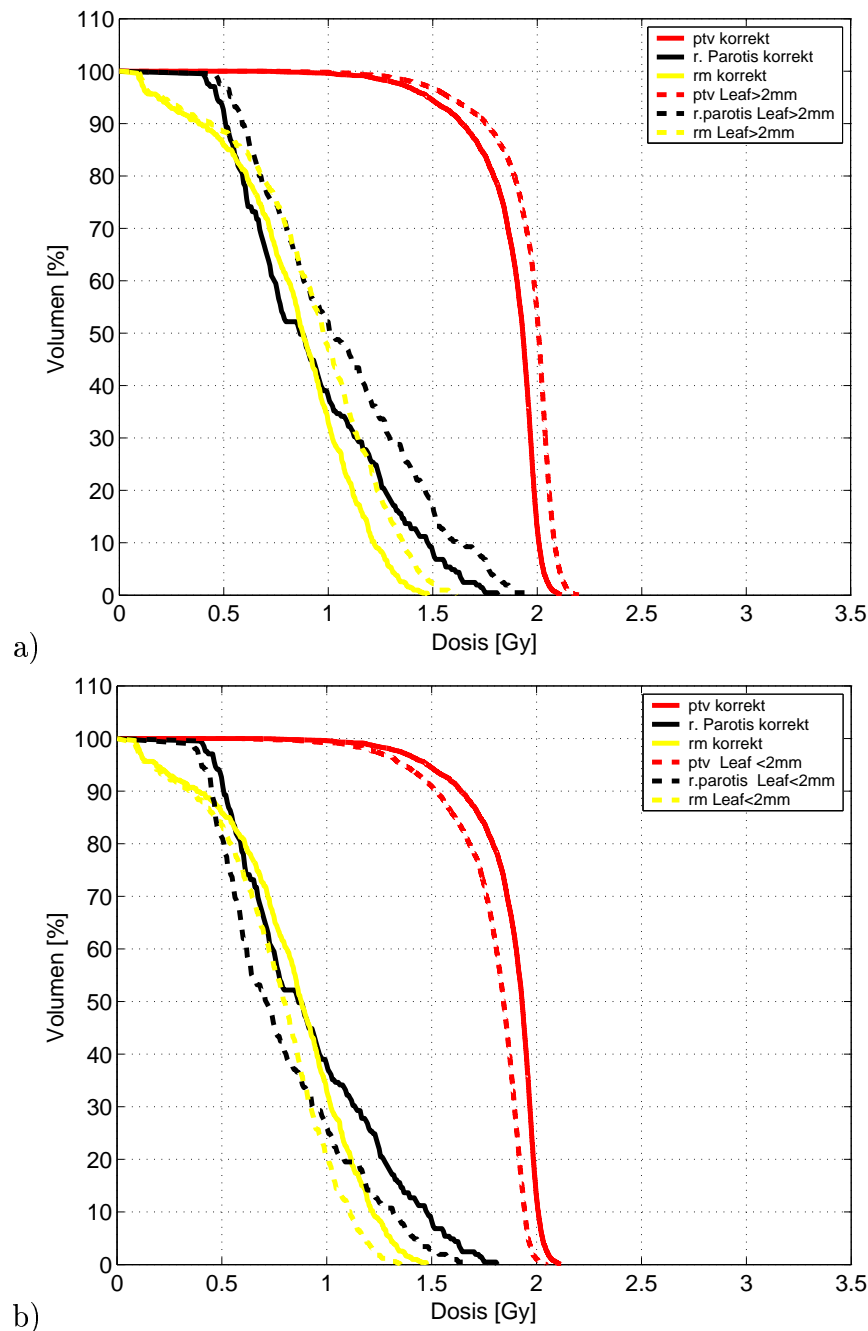 110
100
90
80
70
60
50
40
30
20
10
0
Volumen [%]
ptv korrekt
r. Parotis korrekt
rm korrekt
ptv Leaf>2mm
r.parotis Leaf>2mm
rm Leaf>2mm
0 0.5 1 1.5 2 2.5 3 3.5
Dosis [Gy]
a)
110
100
90
80
70
60
50
40
30
20
10
0
Volumen [%]
ptv korrekt
r. Parotis korrekt
rm korrekt
ptv Leaf <2mm
r.parotis Leaf<2mm
rm Leaf<2mm
0 0.5 1 1.5 2 2.5 3 3.5
Dosis [Gy]
b)